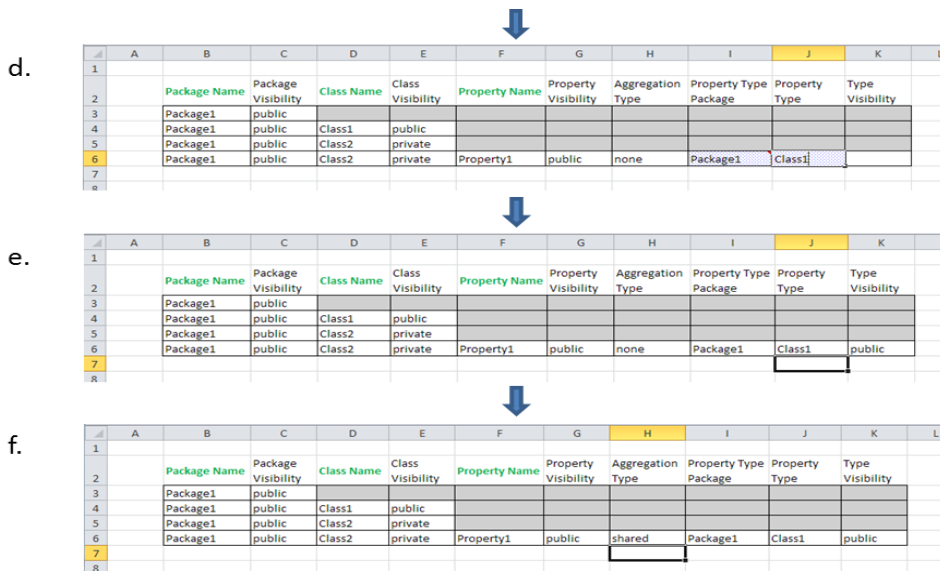 d.
A B C D E F G H I J K L
1
2 Package Name Package Visibility Class Name Class Visibility Property Name Property Visibility Aggregation Type Property Type Package Property Type Type Visibility
3 Package1 public
4 Package1 public Class1 public
5 Package1 public Class2 private
6 Package1 public Class2 private Property1 public none Package1 Class1
7
8
e.
A B C D E F G H I J K
1
2 Package Name Package Visibility Class Name Class Visibility Property Name Property Visibility Aggregation Type Property Type Package Property Type Type Visibility
3 Package1 public
4 Package1 public Class1 public
5 Package1 public Class2 private
6 Package1 public Class2 private Property1 public none Package1 Class1 public
7
8
f.
A B C D E F G H I J K L
1
2 Package Name Package Visibility Class Name Class Visibility Property Name Property Visibility Aggregation Type Property Type Package Property Type Type Visibility
3 Package1 public
4 Package1 public Class1 public
5 Package1 public Class2 private
6 Package1 public Class2 private Property1 public shared Package1 Class1 public
7
8